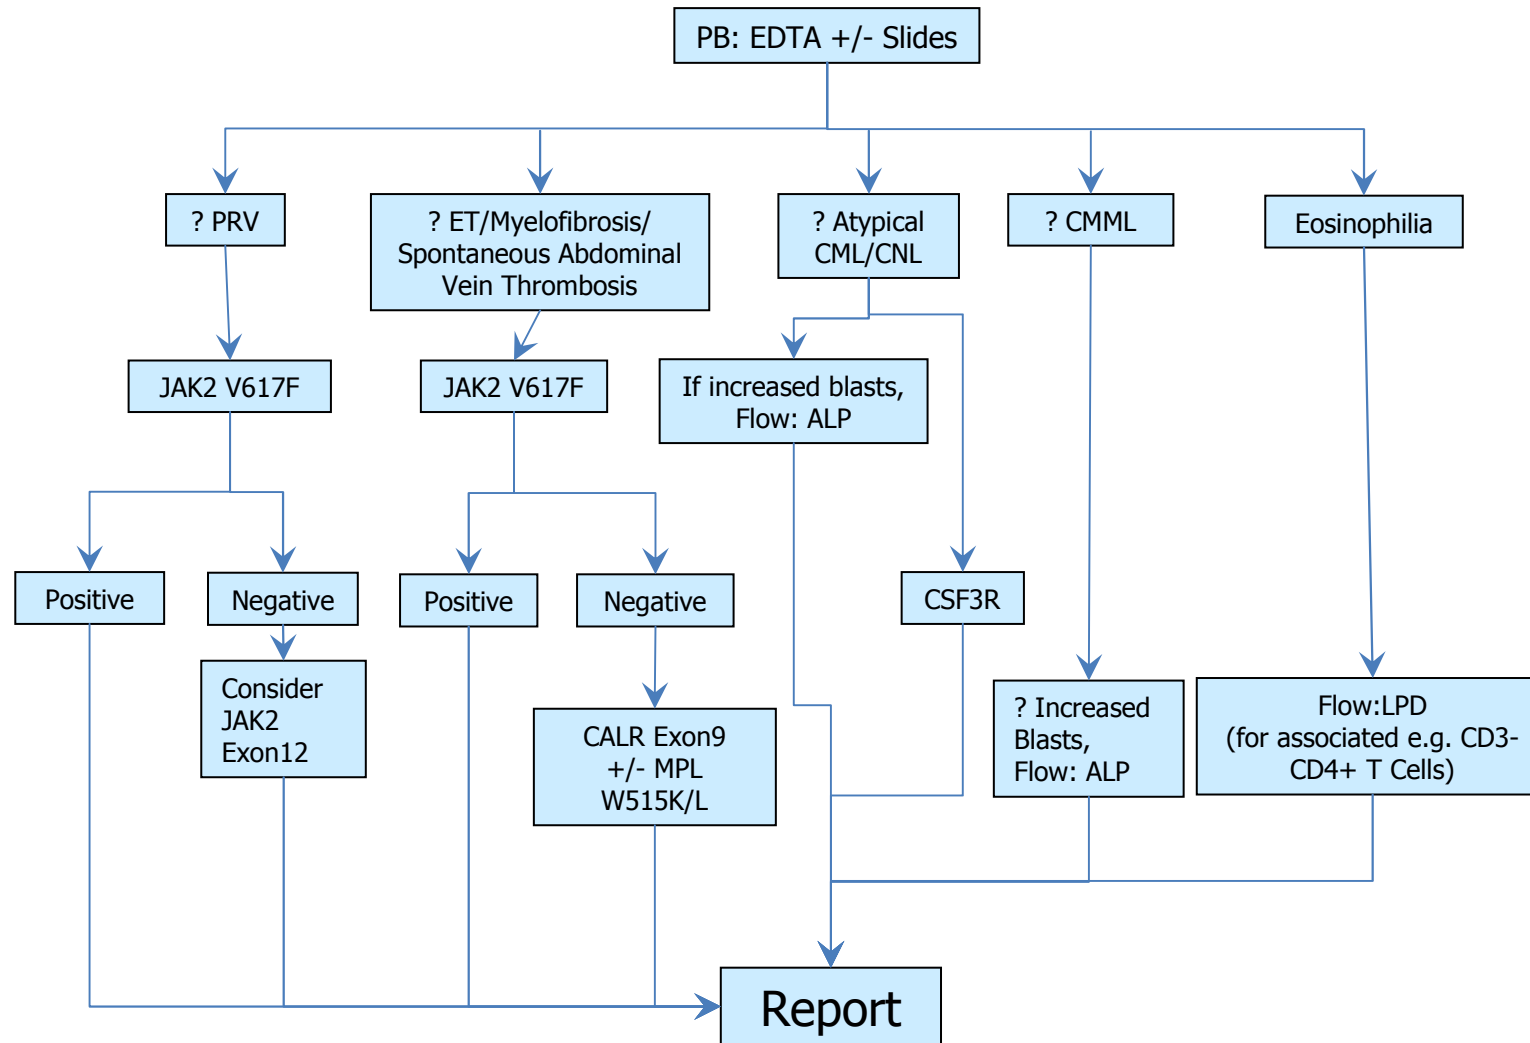 PB: EDTA +/- Slides
? PRV
? ET/Myelofibrosis/
Spontaneous Abdominal
Vein Thrombosis
? Atypical
CML/CNL
? CMML
Eosinophilia
JAK2 V617F
JAK2 V617F
If increased blasts,
Flow: ALP
Positive
Negative
Positive
Negative
CSF3R
Consider
JAK2
Exon12
CALR Exon9
+/- MPL
W515K/L
? Increased
Blasts,
Flow: ALP
Flow:LPD
(for associated e.g. CD3-
CD4+ T Cells)
Report